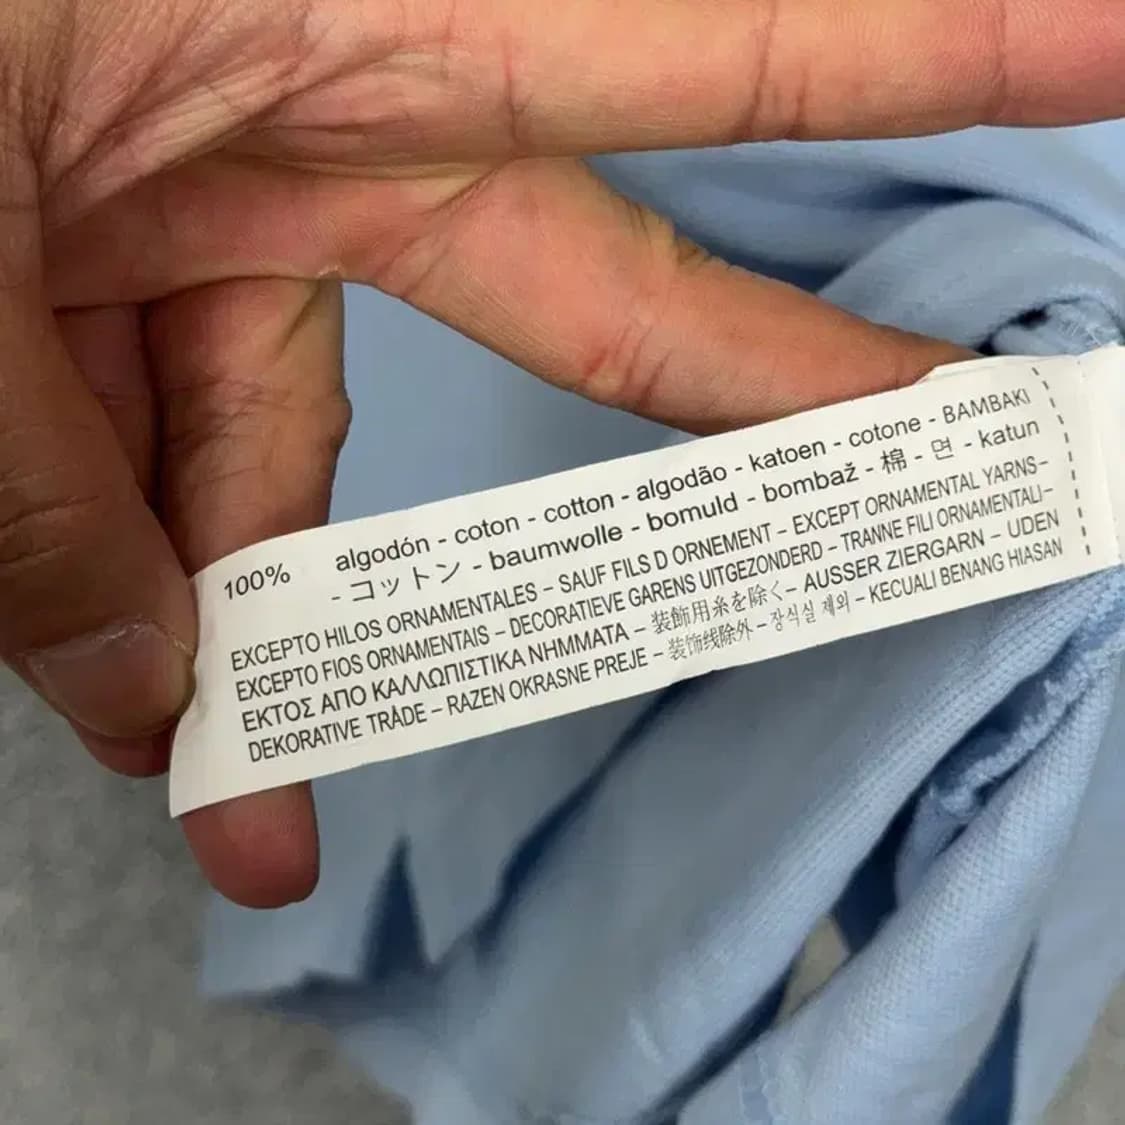 100% algodón - coton - cotton - algodão - katoen - cotone - BAMBAKI
- コットン - baumwolle - bomuld - bombaž - 棉 - 면 - katun
EXCEPTO HILOS ORNAMENTALES – SAUF FILS D ORNEMENT – EXCEPT ORNAMENTAL YARNS–
EXCEPTO FIOS ORNAMENTAIS – DECORATIEVE GARENS UITGEZONDERD – TRANNE FILI ORNAMENTALI–
ΕΚΤΟΣ ΑΠΟ ΚΑΛΛΩΠΙΣΤΙΚΑ ΝΗΜΜΑΤΑ – 装飾用糸を除く– AUSSER ZIERGARN – UDEN
DEKORATIVE TRÅDE – RAZEN OKRASNE PREJE – 装饰线除外 – 장식실 제외 – KECUALI BENANG HIASAN